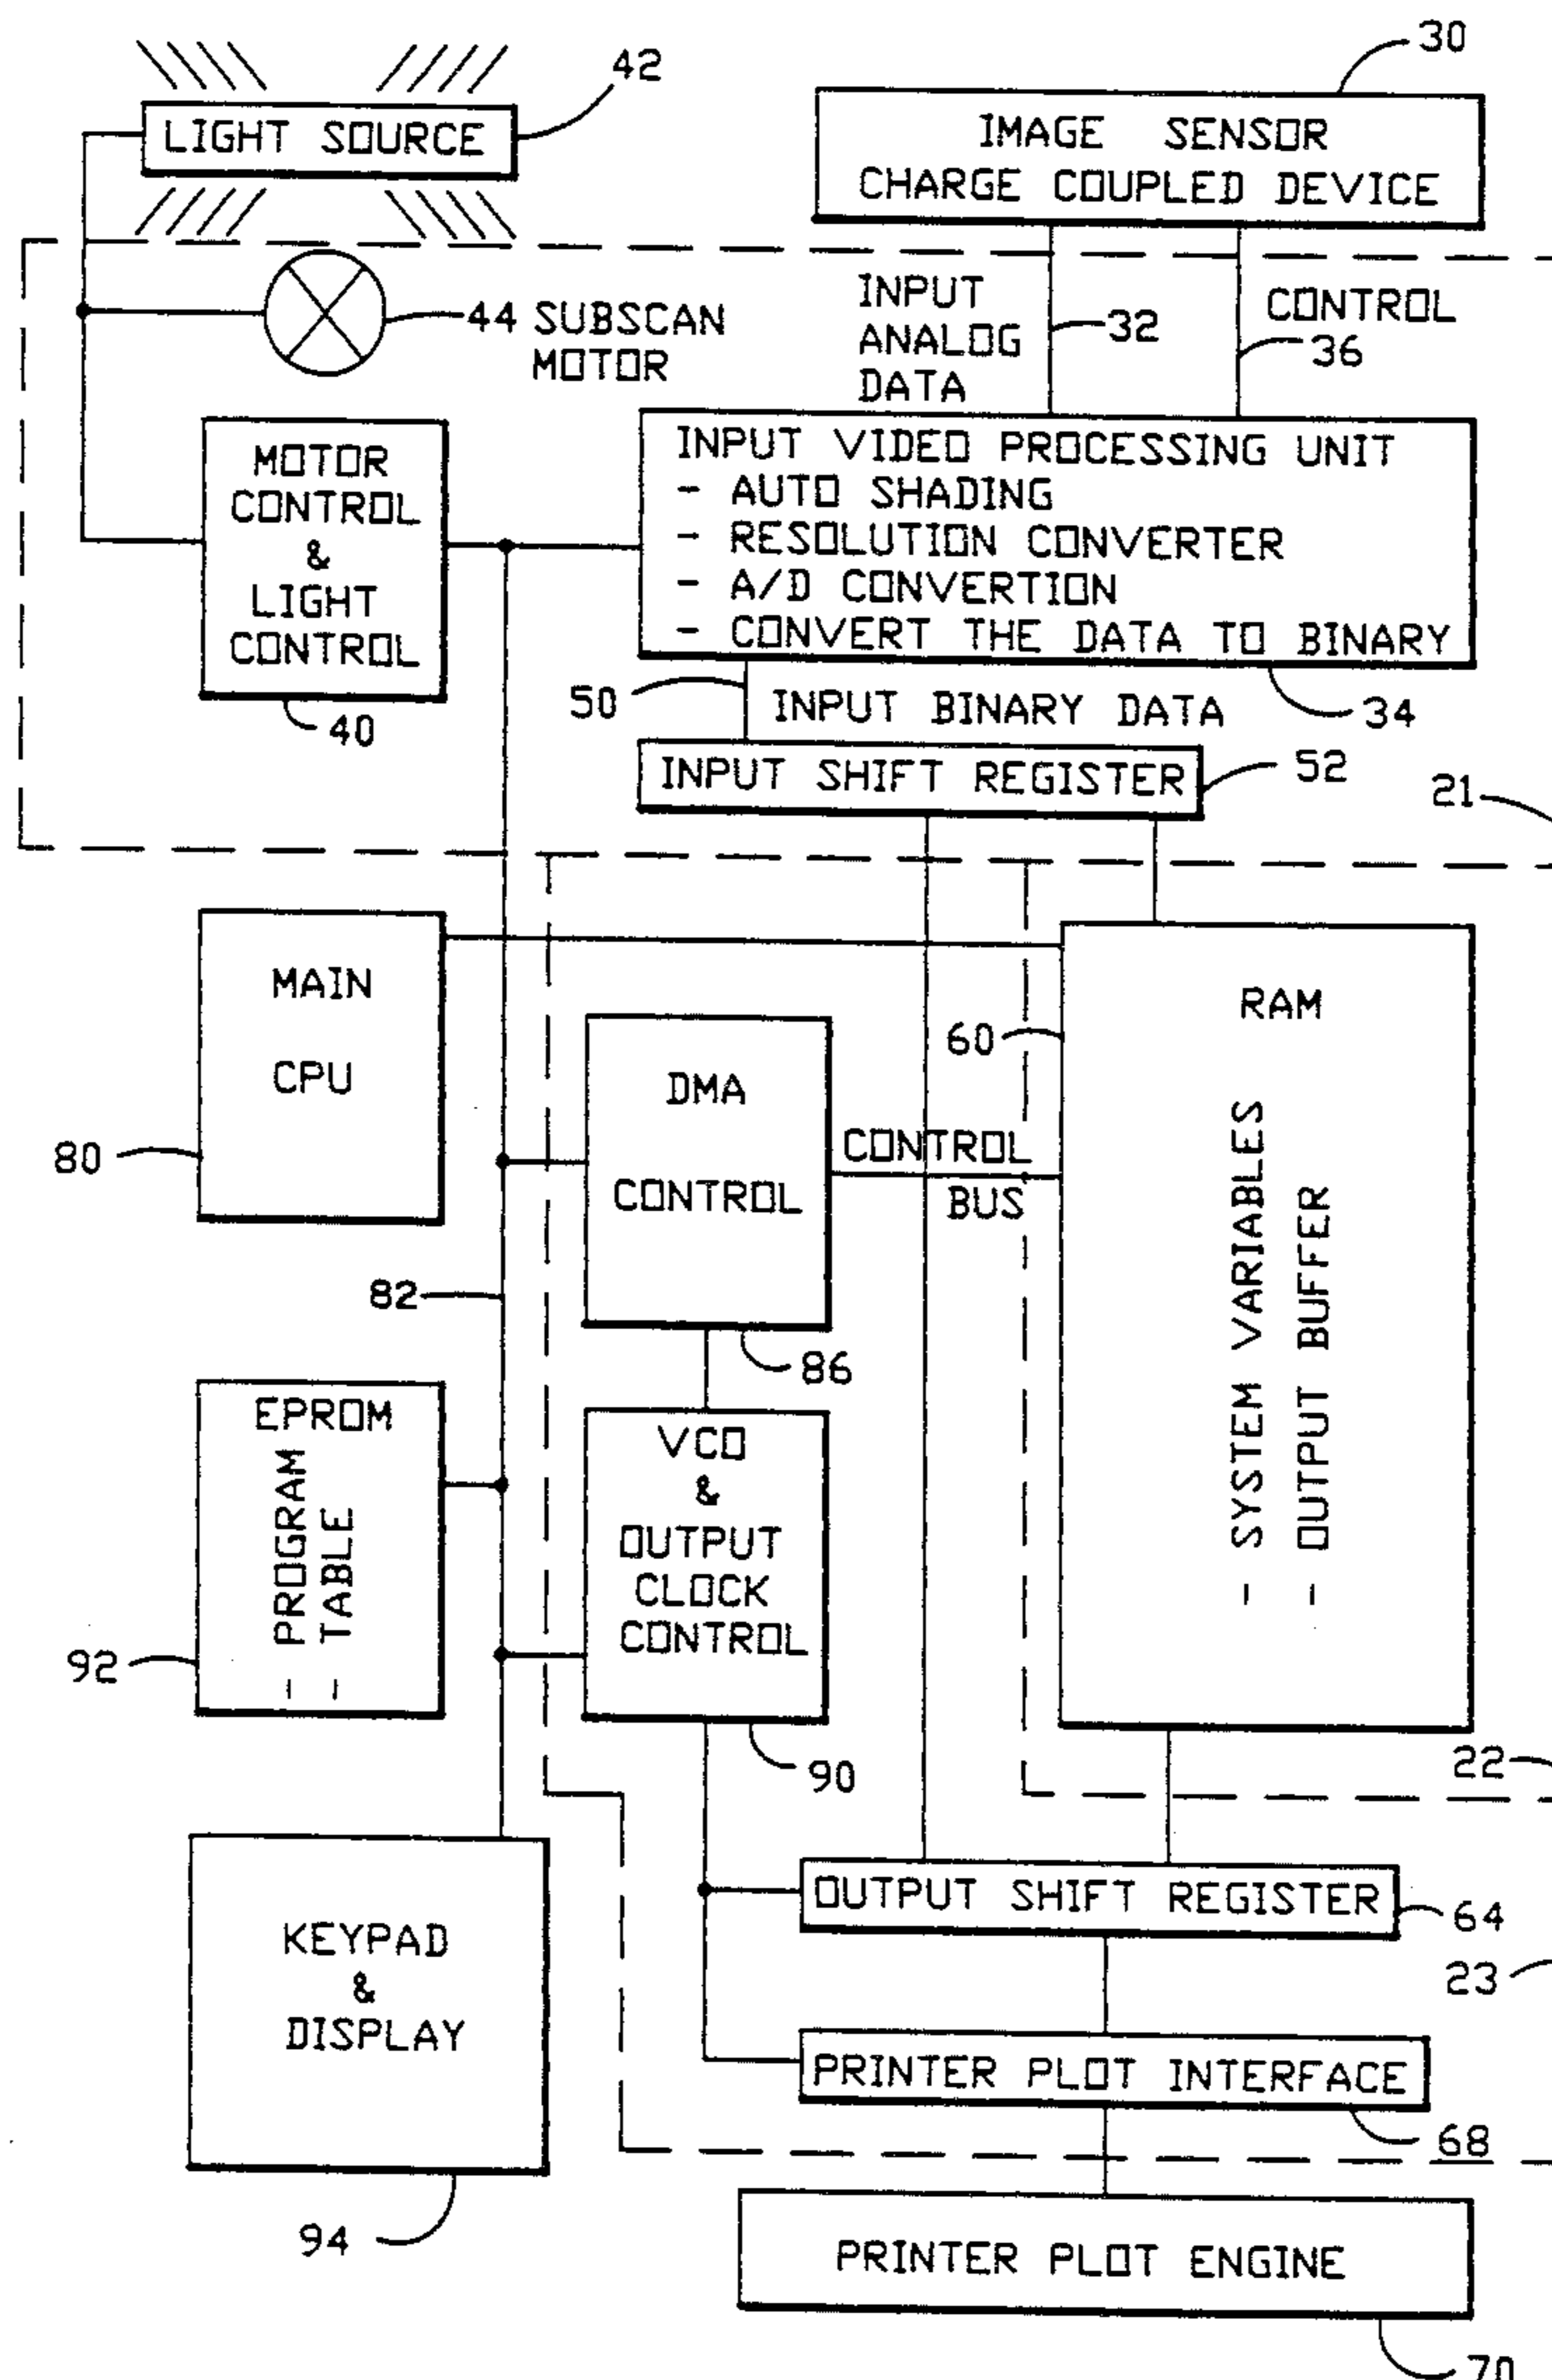 42
LIGHT SOURCE
30
IMAGE SENSOR
CHARGE COUPLED DEVICE
44 SUBSCAN
MOTOR
INPUT
ANALOG
DATA
32
CONTROL
36
MOTOR
CONTROL
&
LIGHT
CONTROL
40
INPUT VIDEO PROCESSING UNIT
- AUTO SHADING
- RESOLUTION CONVERTER
- A/D CONVERTION
- CONVERT THE DATA TO BINARY
34
50
INPUT BINARY DATA
INPUT SHIFT REGISTER
52
21
MAIN
CPU
80
DMA
CONTROL
86
CONTROL
BUS
60
RAM
- SYSTEM VARIABLES
- OUTPUT BUFFER
82
EPROM
- PROGRAM
- TABLE
92
VCO
&
OUTPUT
CLOCK
CONTROL
90
22
KEYPAD
&
DISPLAY
94
OUTPUT SHIFT REGISTER
64
23
PRINTER PLOT INTERFACE
68
PRINTER PLOT ENGINE
70